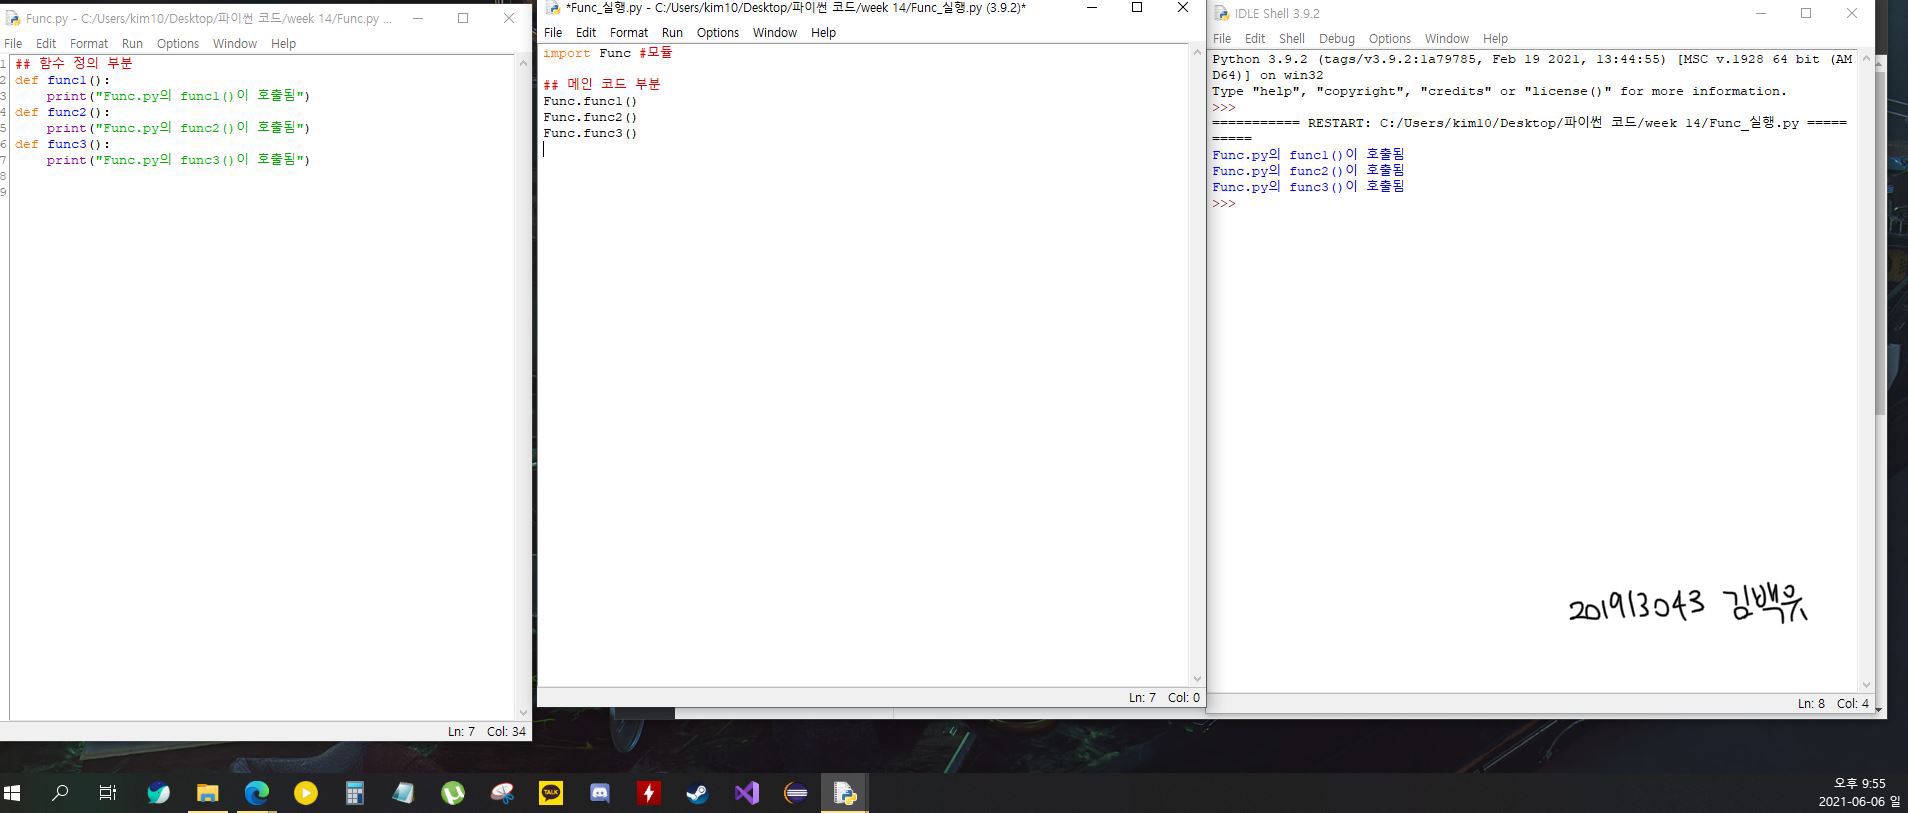 Func.py - C:/Users/kim10/Desktop/파이썬 코드/week 14/Func.py ...
File Edit Format Run Options Window Help
1 ## 함수 정의 부분
2 def func1():
3     print("Func.py의 func1()이 호출됨")
4 def func2():
5     print("Func.py의 func2()이 호출됨")
6 def func3():
7     print("Func.py의 func3()이 호출됨")
8
9
Ln: 7 Col: 34
*Func_실행.py - C:/Users/kim10/Desktop/파이썬 코드/week 14/Func_실행.py (3.9.2)*
File Edit Format Run Options Window Help
import Func #모듈
## 메인 코드 부분
Func.func1()
Func.func2()
Func.func3()
Ln: 7 Col: 0
IDLE Shell 3.9.2
File Edit Shell Debug Options Window Help
Python 3.9.2 (tags/v3.9.2:1a79785, Feb 19 2021, 13:44:55) [MSC v.1928 64 bit (AM
D64)] on win32
Type "help", "copyright", "credits" or "license()" for more information.
>>>
=========== RESTART: C:/Users/kim10/Desktop/파이썬 코드/week 14/Func_실행.py =====
=====
Func.py의 func1()이 호출됨
Func.py의 func2()이 호출됨
Func.py의 func3()이 호출됨
>>>
201913043 김백유
Ln: 8 Col: 4
TALK
오후 9:55
2021-06-06 일